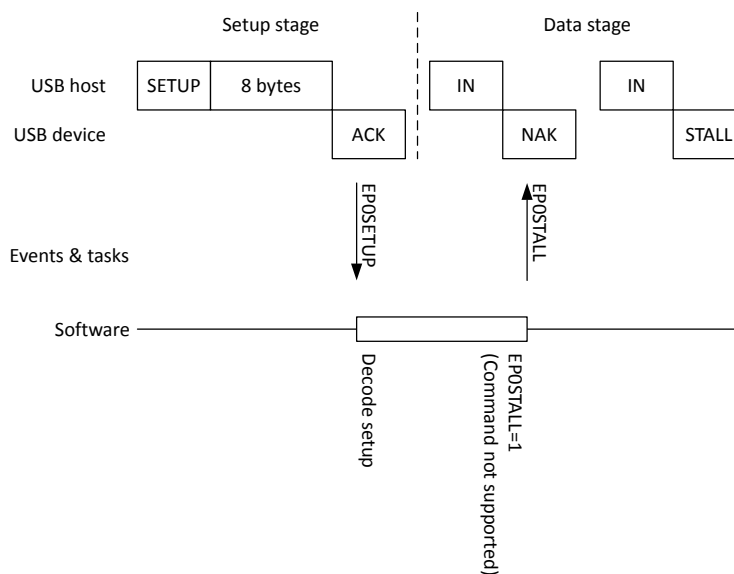 Setup stage
Data stage
USB host
SETUP
8 bytes
IN
IN
USB device
ACK
NAK
STALL
EP0SETUP
EP0STALL
Events & tasks
Software
Decode setup
EP0STALL=1
(Command not supported)